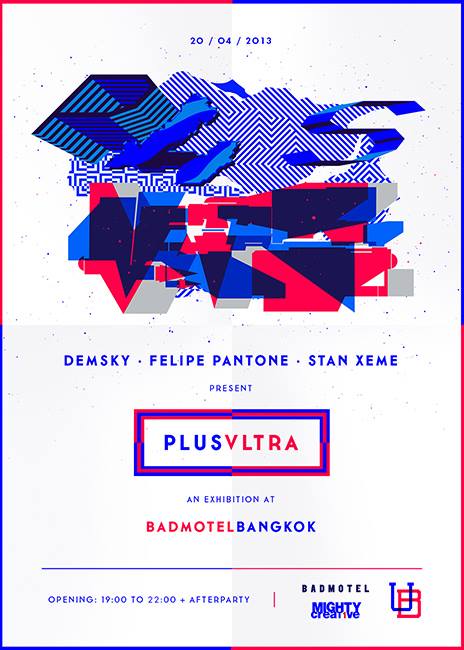 20 / 04 / 2013
DEMSKY · FELIPE PANTONE · STAN XEME
PRESENT
PLUSVLTRA
AN EXHIBITION AT
BADMOTELBANGKOK
OPENING: 19:00 TO 22:00 + AFTERPARTY
BADMOTEL
MIGHTY
creative
UB